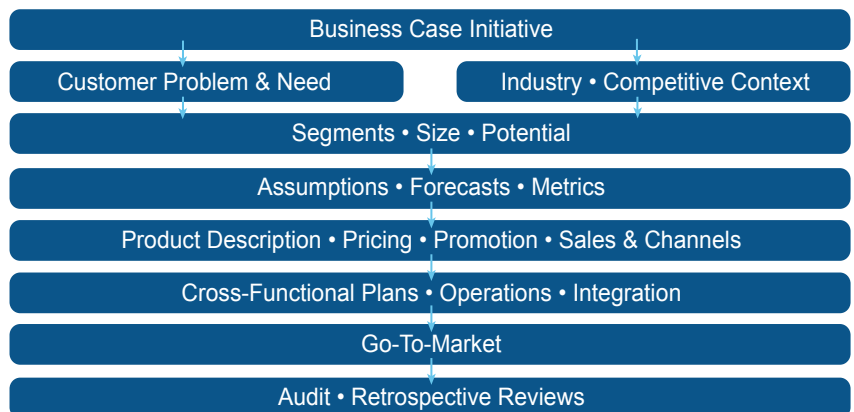 Business Case Initiative
Customer Problem & Need
Industry • Competitive Context
Segments • Size • Potential
Assumptions • Forecasts • Metrics
Product Description • Pricing • Promotion • Sales & Channels
Cross-Functional Plans • Operations • Integration
Go-To-Market
Audit • Retrospective Reviews